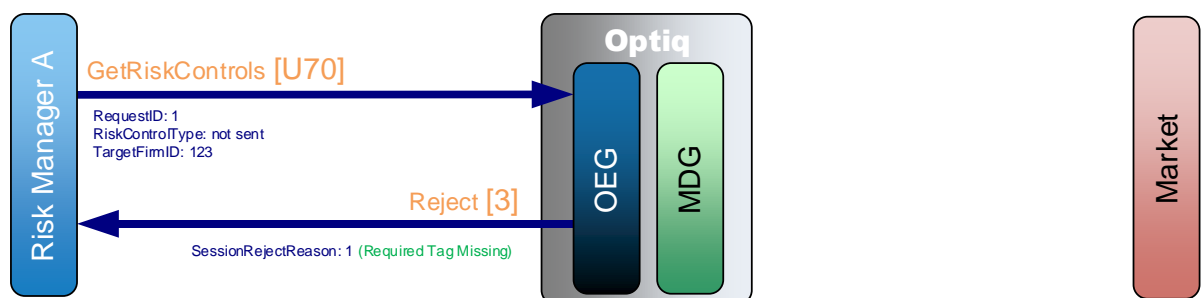 Risk Manager A
GetRiskControls [U70]
RequestID: 1
RiskControlType: not sent
TargetFirmID: 123
Reject [3]
SessionRejectReason: 1 (Required Tag Missing)
Optiq
OEG
MDG
Market